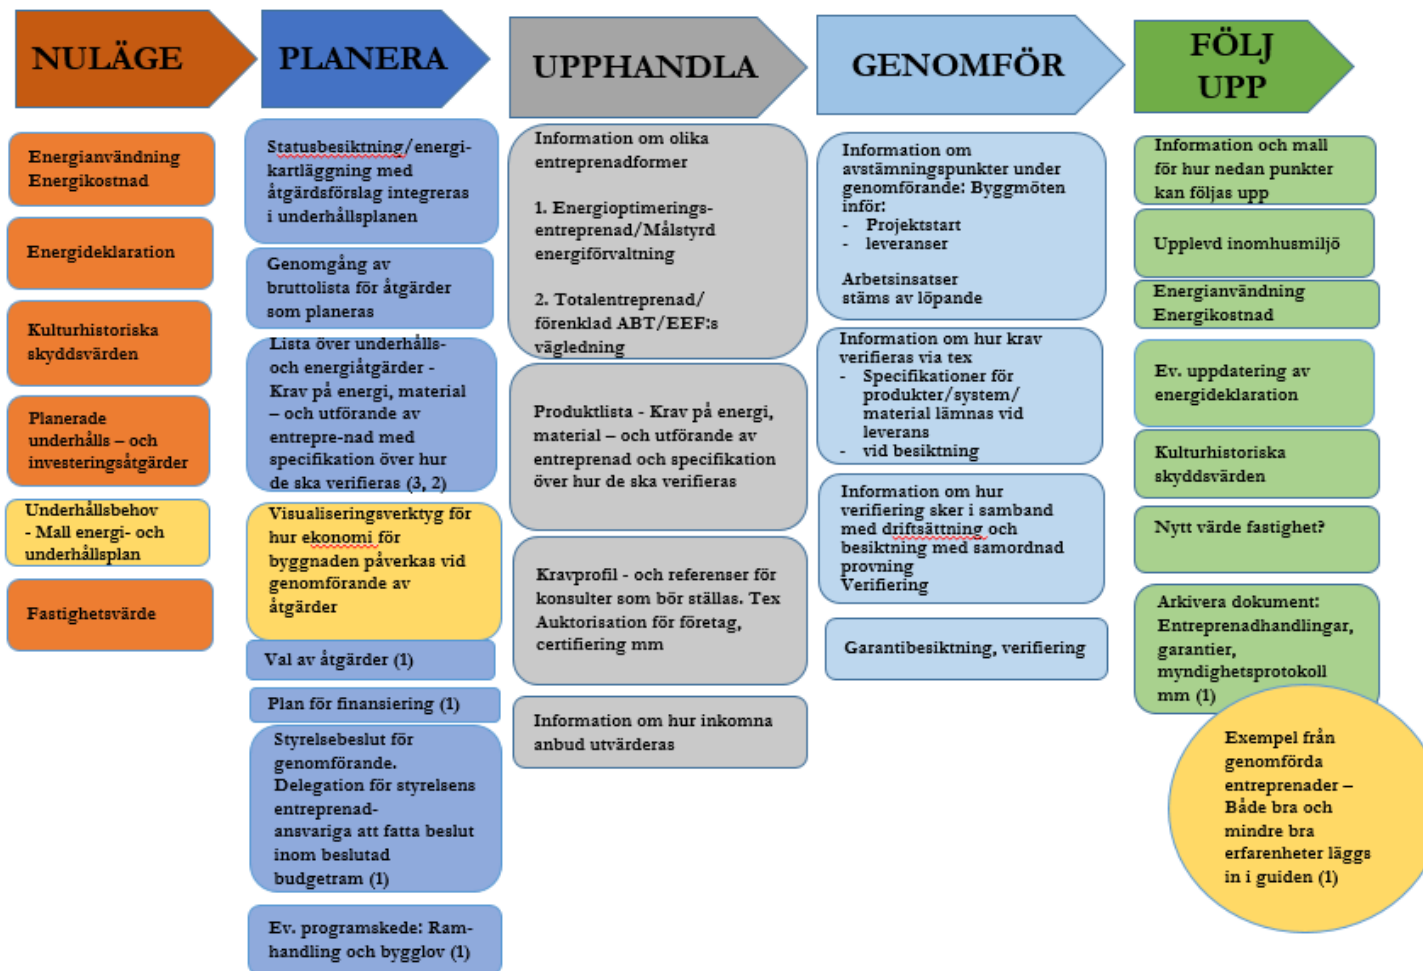 NULÄGE
Energianvändning
Energikostnad
Energideklaration
Kulturhistoriska
skyddsvärden
Planerade
underhålls – och
investeringsåtgärder
Underhållsbehov
- Mall energi- och
underhållsplan
Fastighetsvärde
PLANERA
Statusbesiktning/energi-
kartläggning med
åtgärdsförslag integreras
i underhållsplanen
Genomgång av
bruttolista för åtgärder
som planeras
Lista över underhålls-
och energiåtgärder -
Krav på energi, material
– och utförande av
entrepre-nad med
specifikation över hur
de ska verifieras (3, 2)
Visualiseringsverktyg för
hur ekonomi för
byggnaden påverkas vid
genomförande av
åtgärder
Val av åtgärder (1)
Plan för finansiering (1)
Styrelsebeslut för
genomförande.
Delegation för styrelsens
entreprenad-
ansvariga att fatta beslut
inom beslutad
budgetram (1)
Ev. programskede: Ram-
handling och bygglov (1)
UPPHANDLA
Information om olika
entreprenadformer
1. Energioptimerings-
entreprenad/Målstyrd
energiförvaltning
2. Totalentreprenad/
förenklad ABT/EEF:s
vägledning
Produktlista - Krav på energi,
material – och utförande av
entreprenad och specifikation
över hur de ska verifieras
Kravprofil - och referenser för
konsulter som bör ställas. Tex
Auktorisation för företag,
certifiering mm
Information om hur inkomna
anbud utvärderas
GENOMFÖR
Information om
avstämningspunkter under
genomförande: Byggmöten
inför:
- Projektstart
- leveranser
Arbetsinsatser
stäms av löpande
Information om hur krav
verifieras via tex
- Specifikationer för
produkter/system/
material lämnas vid
leverans
- vid besiktning
Information om hur
verifiering sker i samband
med driftsättning och
besiktning med samordnad
provning
Verifiering
Garantibesiktning, verifiering
FÖLJ
UPP
Information och mall
för hur nedan punkter
kan följas upp
Upplevd inomhusmiljö
Energianvändning
Energikostnad
Ev. uppdatering av
energideklaration
Kulturhistoriska
skyddsvärden
Nytt värde fastighet?
Arkivera dokument:
Entreprenadhandlingar,
garantier,
myndighetsprotokoll
mm (1)
Exempel från
genomförda
entreprenader –
Både bra och
mindre bra
erfarenheter läggs
in i guiden (1)